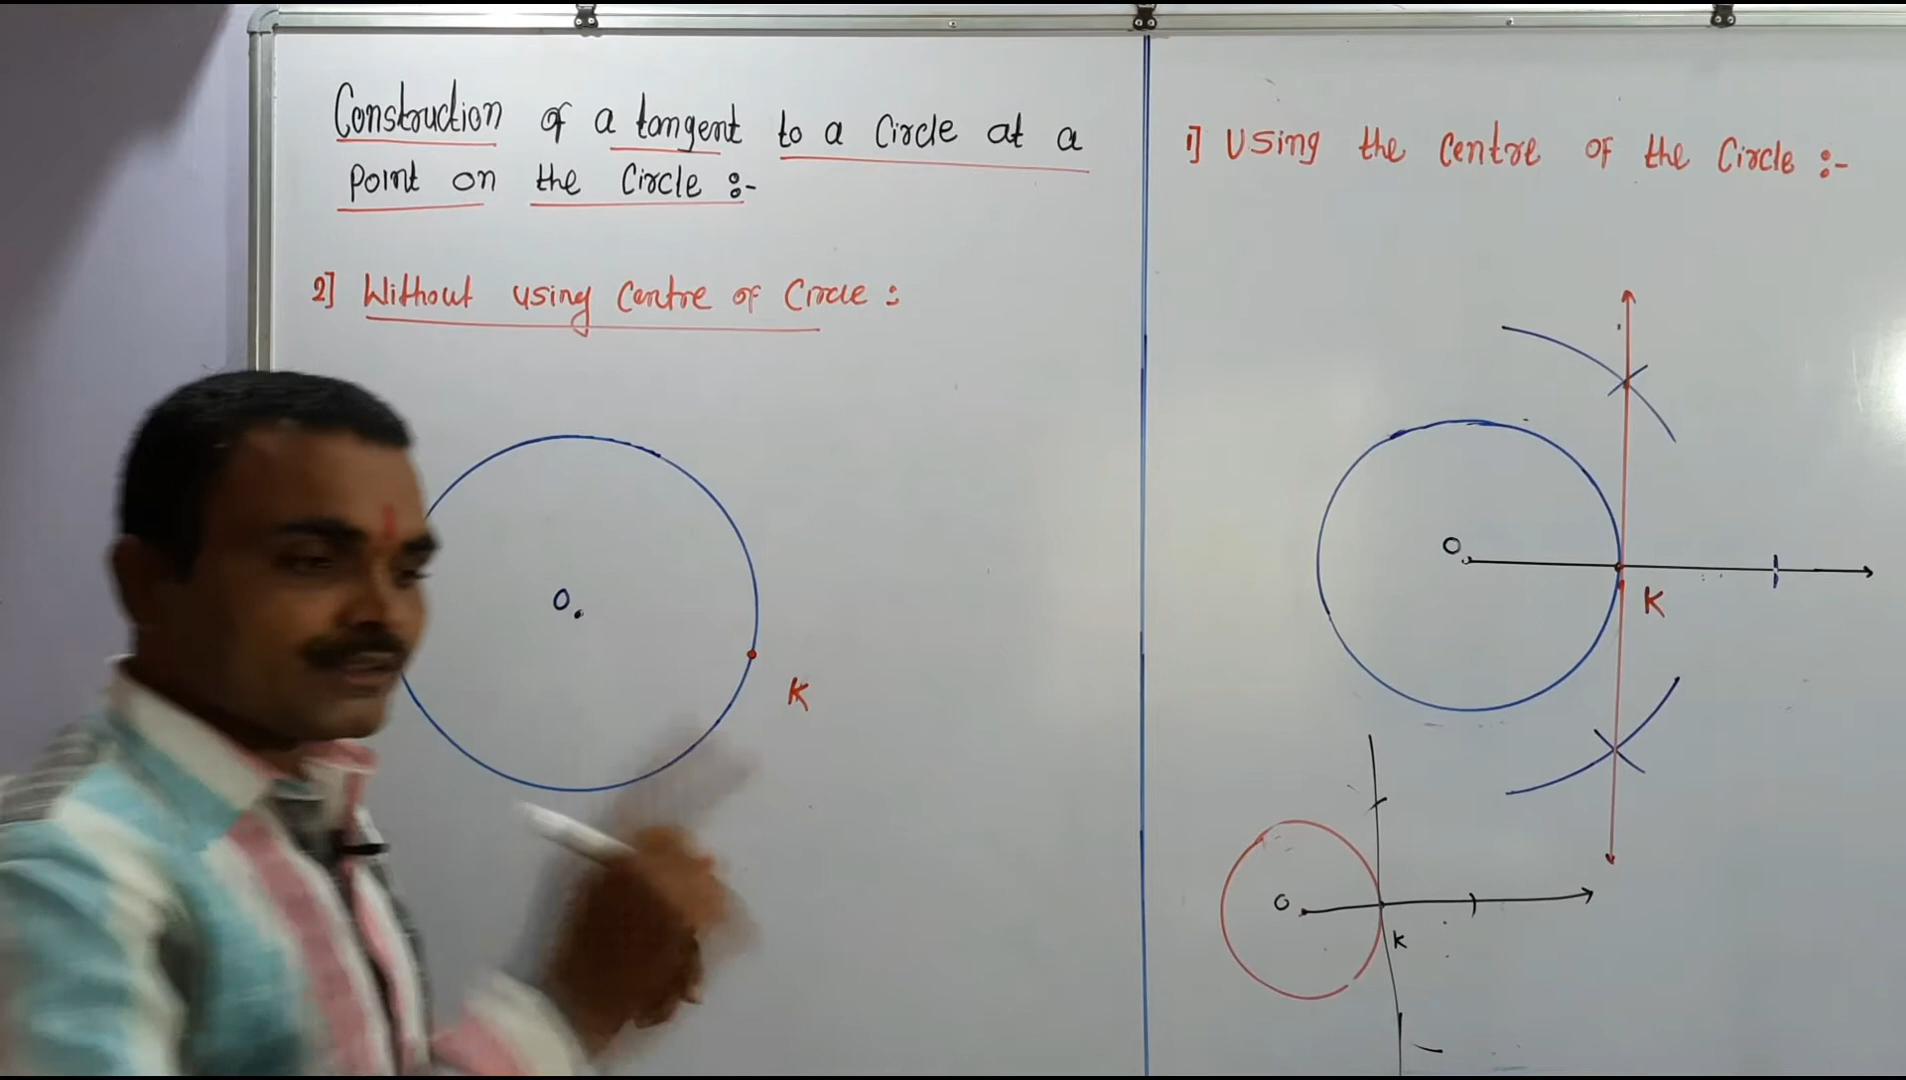 Construction of a tangent to a Circle at a
point on the Circle :-
2] Without using Centre of Circle :
O
K
1] Using the Centre of the Circle :-
O
K
O
K